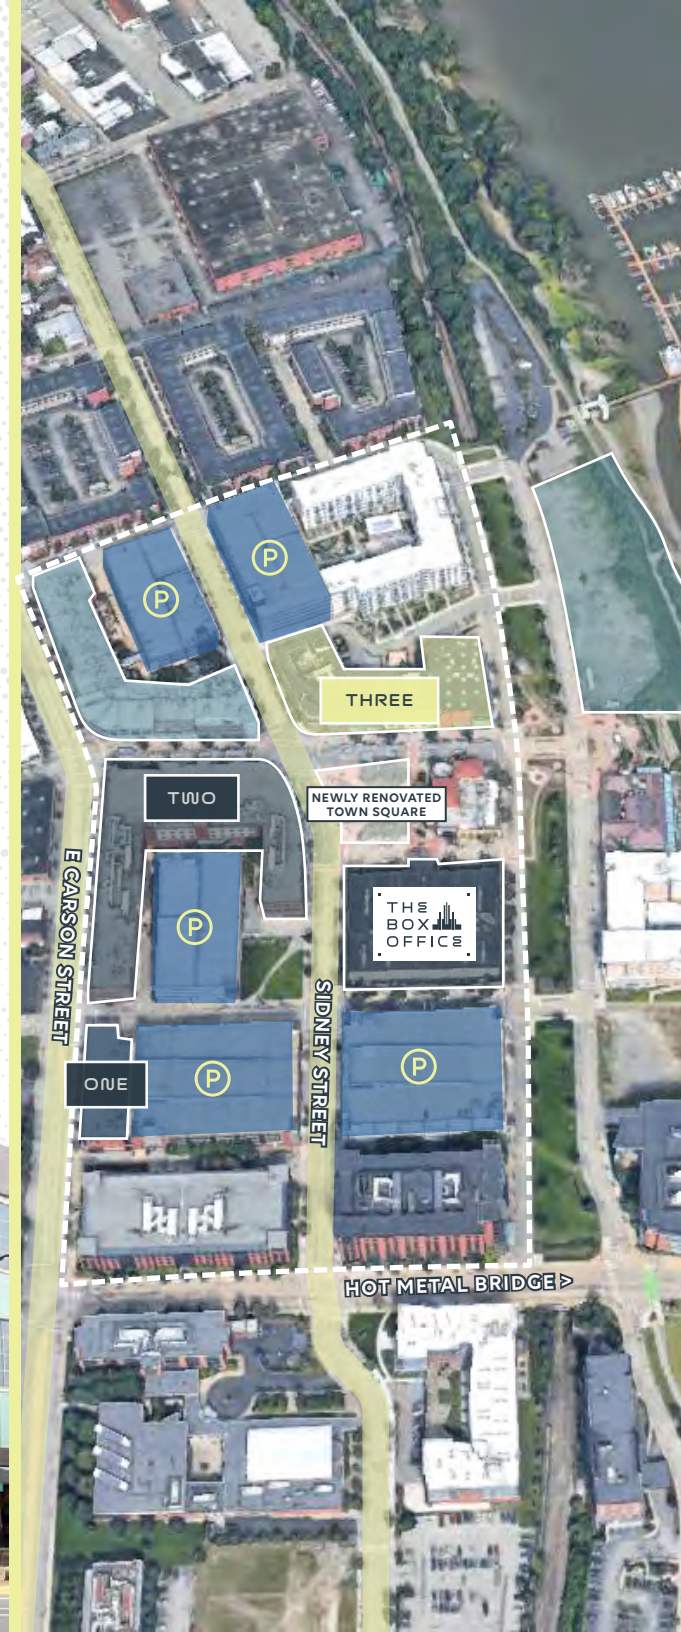 P
P
THREE
TWO
NEWLY RENOVATED
TOWN SQUARE
E CARSON STREET
P
THE
BOX
OFFICE
SIDNEY STREET
P
P
ONE
HOT METAL BRIDGE >